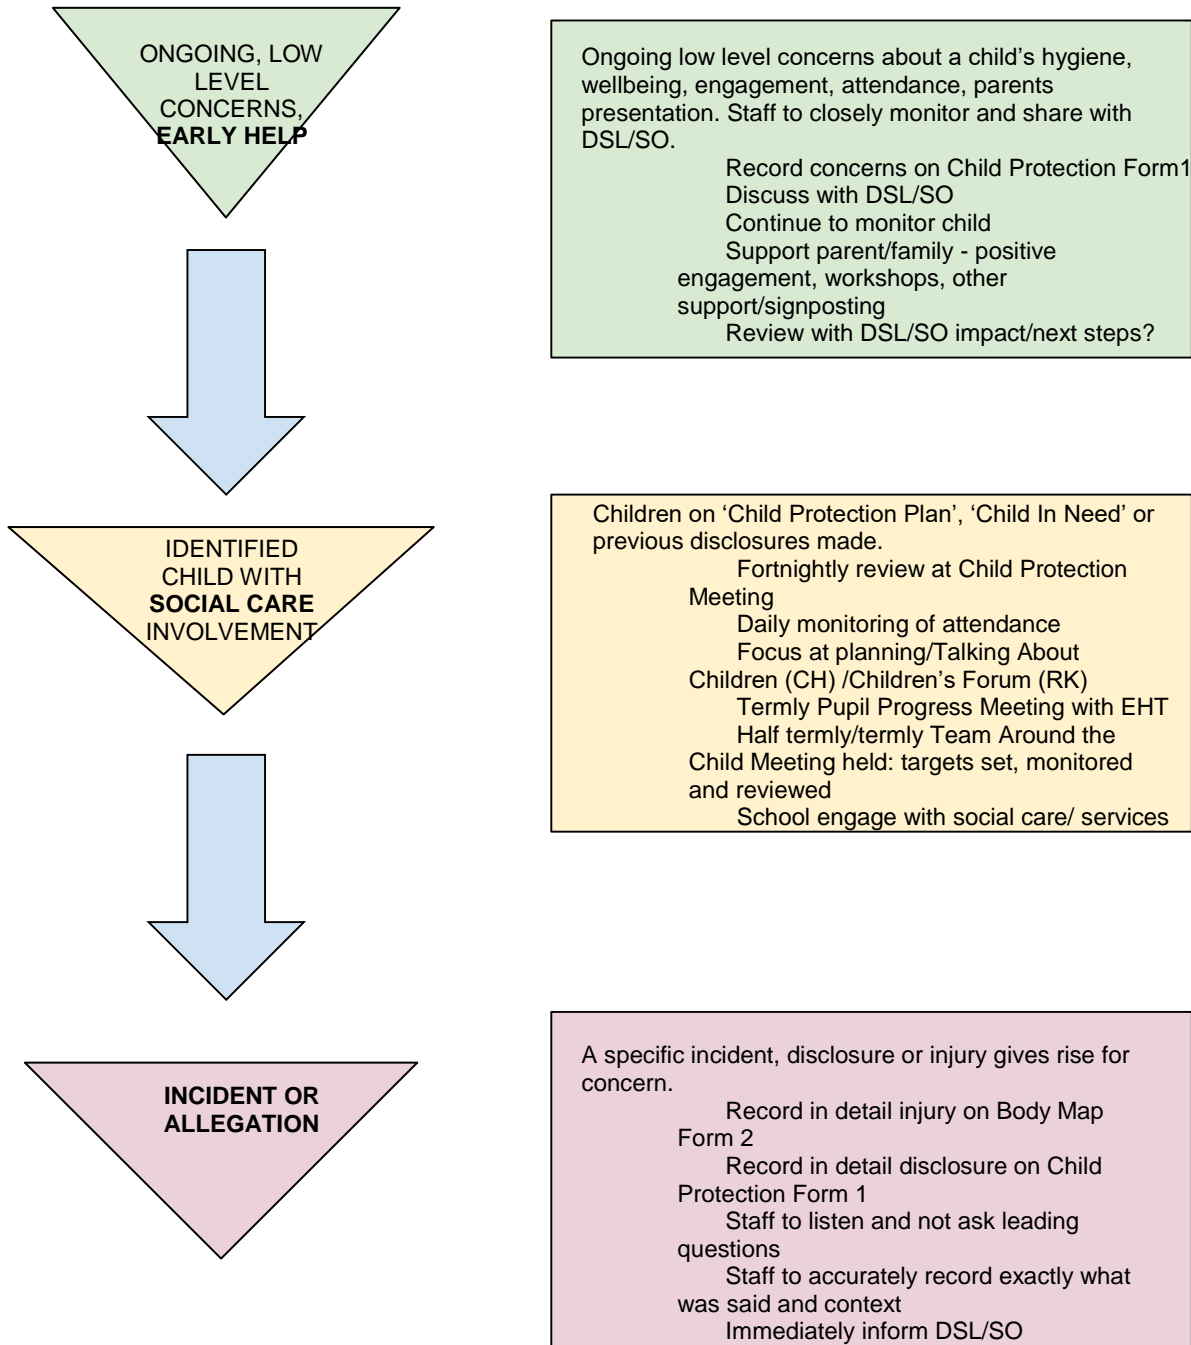 ONGOING, LOW
LEVEL
CONCERNS,
EARLY HELP
Ongoing low level concerns about a child’s hygiene,
wellbeing, engagement, attendance, parents
presentation. Staff to closely monitor and share with
DSL/SO.
Record concerns on Child Protection Form1
Discuss with DSL/SO
Continue to monitor child
Support parent/family - positive
engagement, workshops, other
support/signposting
Review with DSL/SO impact/next steps?
IDENTIFIED
CHILD WITH
SOCIAL CARE
INVOLVEMENT
Children on ‘Child Protection Plan’, ‘Child In Need’ or
previous disclosures made.
Fortnightly review at Child Protection
Meeting
Daily monitoring of attendance
Focus at planning/Talking About
Children (CH) /Children’s Forum (RK)
Termly Pupil Progress Meeting with EHT
Half termly/termly Team Around the
Child Meeting held: targets set, monitored
and reviewed
School engage with social care/ services
INCIDENT OR
ALLEGATION
A specific incident, disclosure or injury gives rise for
concern.
Record in detail injury on Body Map
Form 2
Record in detail disclosure on Child
Protection Form 1
Staff to listen and not ask leading
questions
Staff to accurately record exactly what
was said and context
Immediately inform DSL/SO